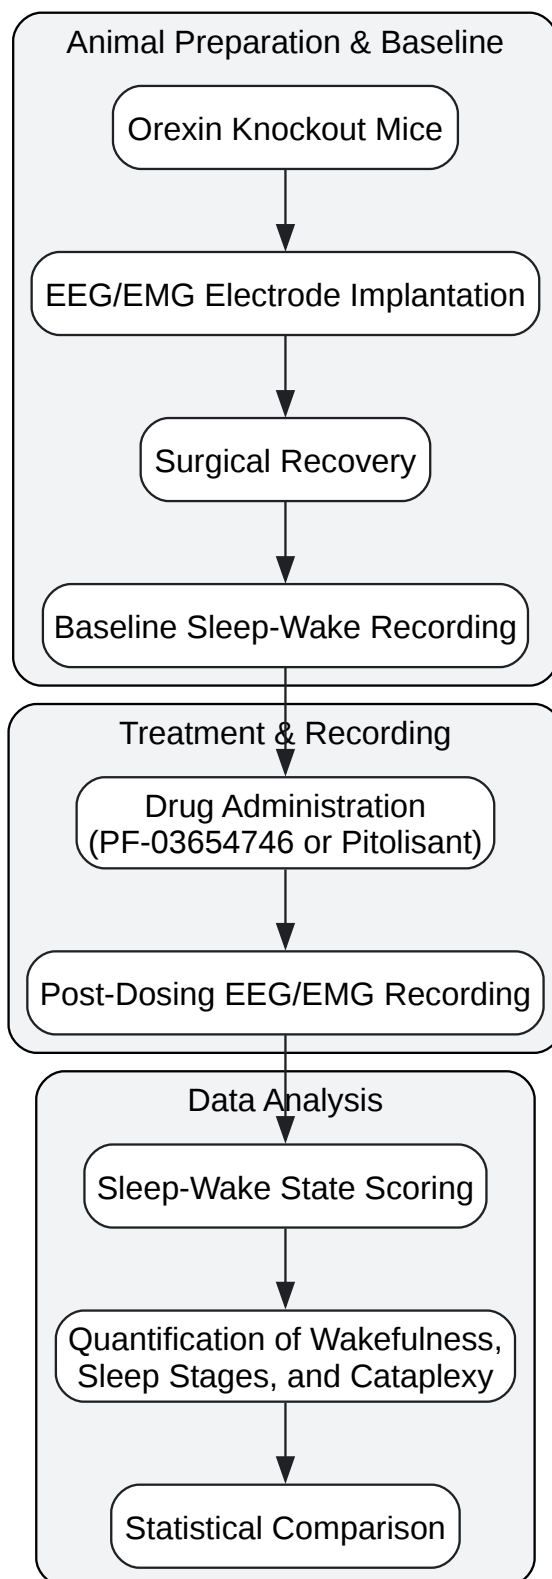 Animal Preparation & Baseline
Orexin Knockout Mice
EEG/EMG Electrode Implantation
Surgical Recovery
Baseline Sleep-Wake Recording
Treatment & Recording
Drug Administration
(PF-03654746 or Pitolisant)
Post-Dosing EEG/EMG Recording
Data Analysis
Sleep-Wake State Scoring
Quantification of Wakefulness,
Sleep Stages, and Cataplexy
Statistical Comparison